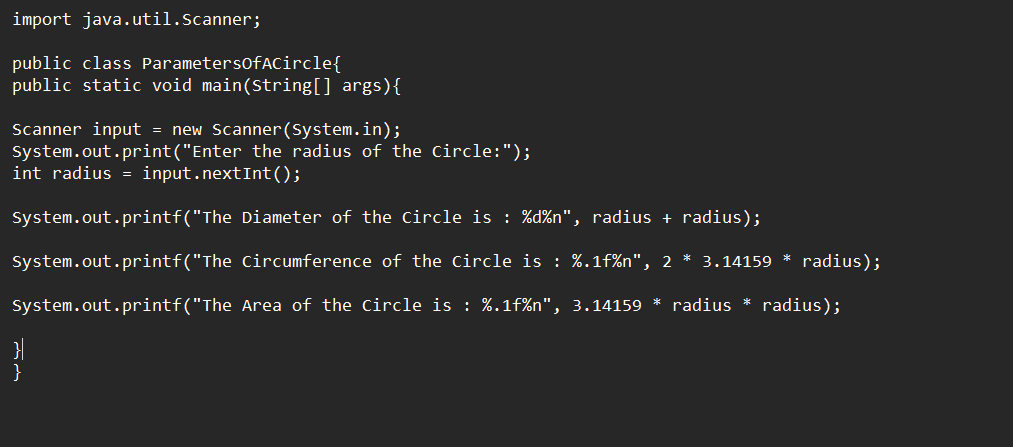 import java.util.Scanner;
public class ParametersOfACircle{
public static void main(String[] args){
Scanner input = new Scanner(System.in);
System.out.print("Enter the radius of the Circle:");
int radius = input.nextInt();
System.out.printf("The Diameter of the Circle is : %d%n", radius + radius);
System.out.printf("The Circumference of the Circle is : %.1f%n", 2 * 3.14159 * radius);
System.out.printf("The Area of the Circle is : %.1f%n", 3.14159 * radius * radius);
}
}